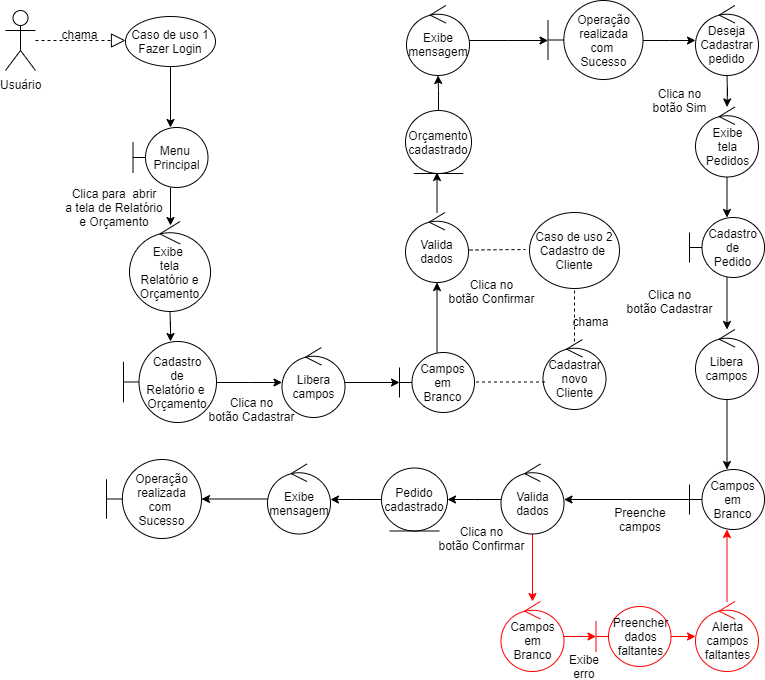 Usuário
chama
Caso de uso 1
Fazer Login
Menu
Principal
Clica para abrir
a tela de Relatório
e Orçamento
Exibe
tela
Relatório e
Orçamento
Cadastro
de
Relatório e
Orçamento
Clica no
botão Cadastrar
Libera
campos
Campos
em
Branco
Cadastrar
novo
Cliente
chama
Caso de uso 2
Cadastro de
Cliente
Clica no
botão Confirmar
Valida
dados
Orçamento
cadastrado
Exibe
mensagem
Operação
realizada
com
Sucesso
Deseja
Cadastrar
pedido
Clica no
botão Sim
Exibe
tela
Pedidos
Cadastro
de
Pedido
Clica no
botão Cadastrar
Libera
campos
Campos
em
Branco
Preenche
campos
Valida
dados
Clica no
botão Confirmar
Pedido
cadastrado
Exibe
mensagem
Operação
realizada
com
Sucesso
Campos
em
Branco
Exibe
erro
Preencher
dados
faltantes
Alerta
campos
faltantes